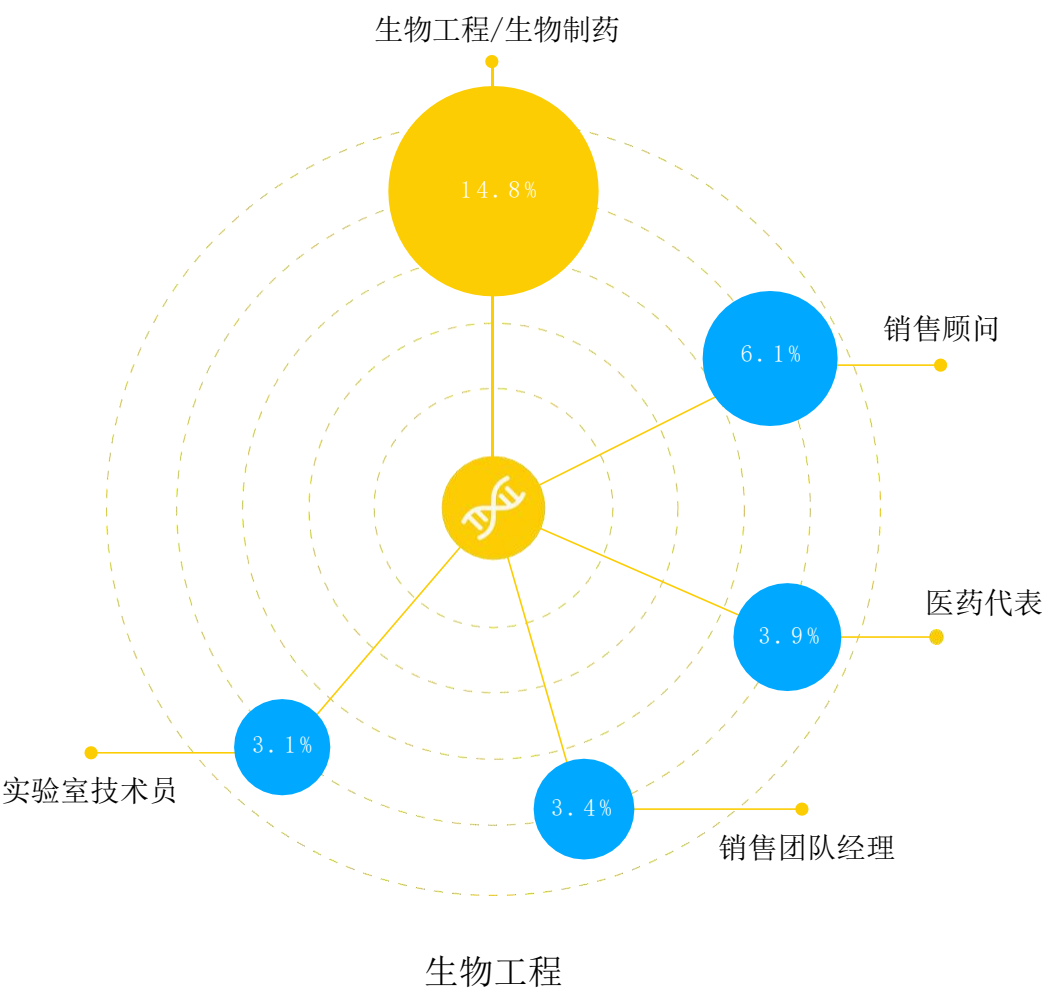 生物工程/生物制药
14.8%
销售顾问
6.1%
医药代表
3.9%
3.1%
实验室技术员
3.4%
销售团队经理
生物工程